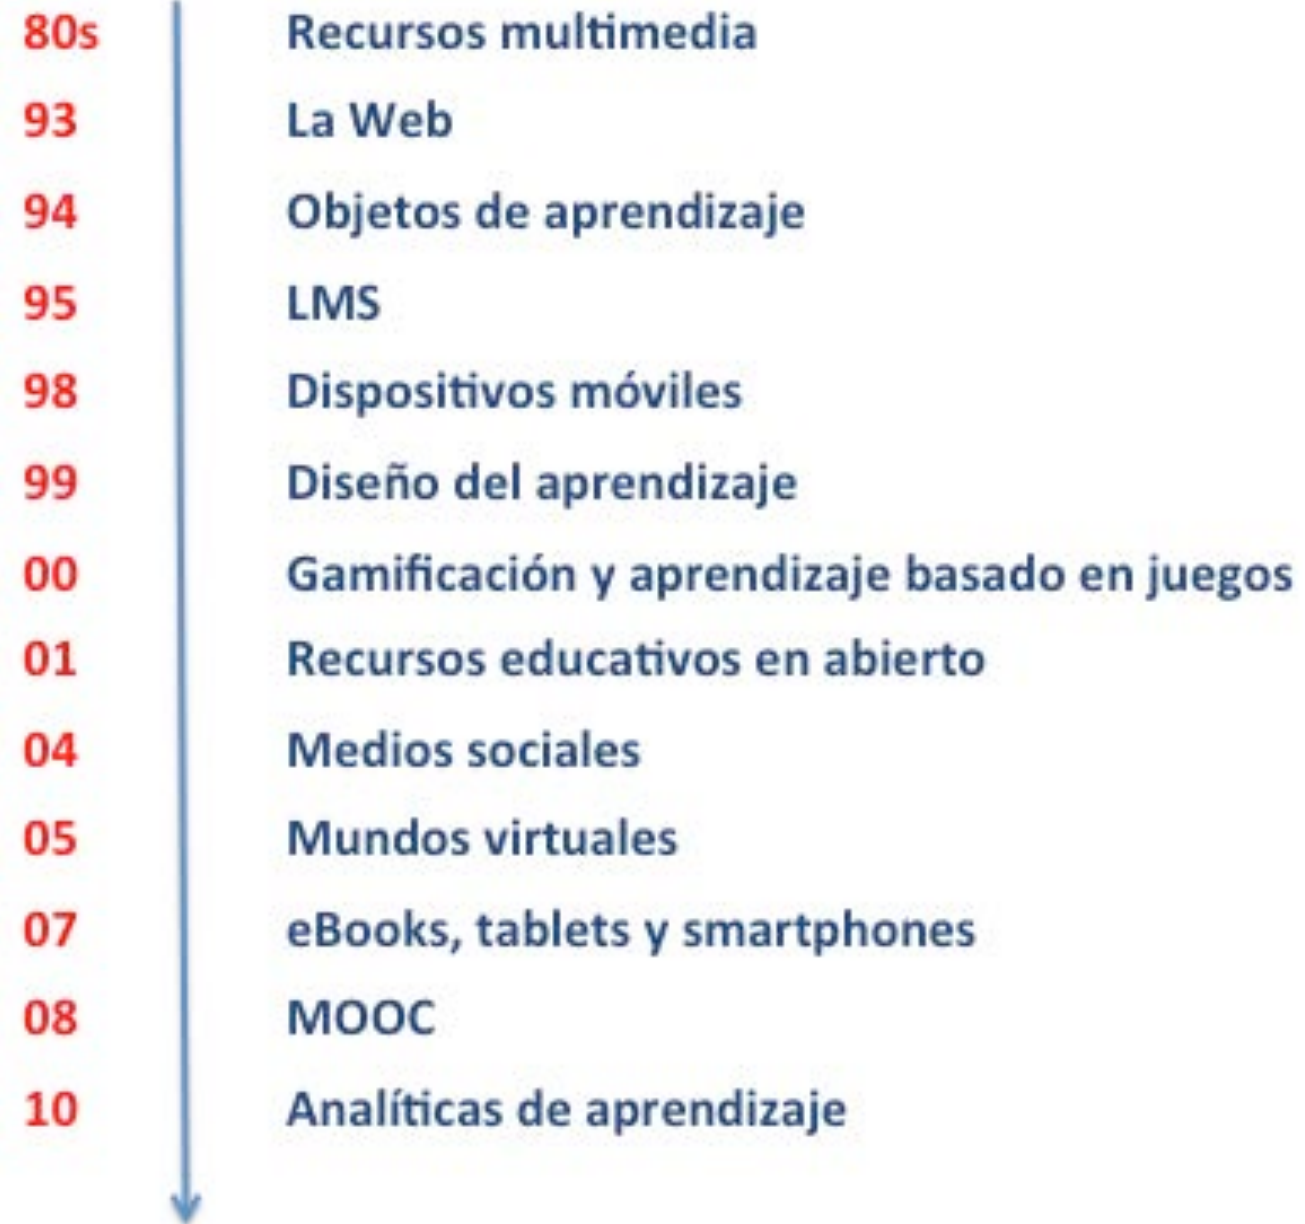 80s Recursos multimedia
93 La Web
94 Objetos de aprendizaje
95 LMS
98 Dispositivos móviles
99 Diseño del aprendizaje
00 Gamificación y aprendizaje basado en juegos
01 Recursos educativos en abierto
04 Medios sociales
05 Mundos virtuales
07 eBooks, tablets y smartphones
08 MOOC
10 Analíticas de aprendizaje